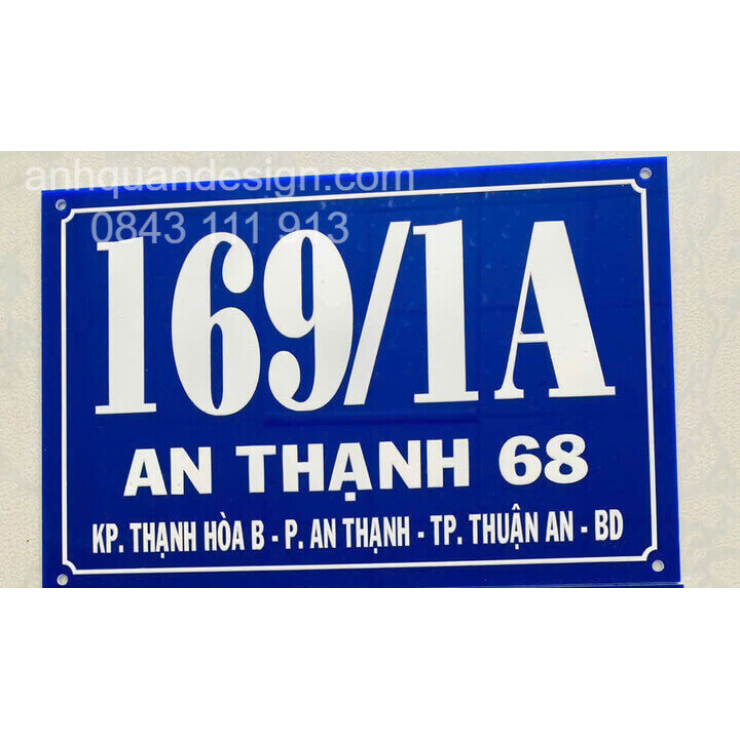 anhquandesign.com
0843 111 913
169/1A
AN THẠNH 68
KP. THẠNH HÒA B - P. AN THẠNH - TP. THUẬN AN - BD